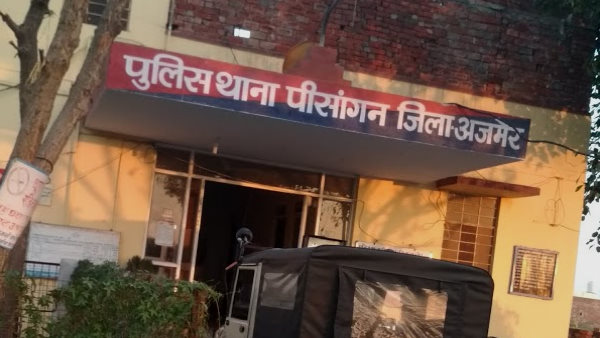 पुलिस थाना पीसांगन जिला-अजमेर